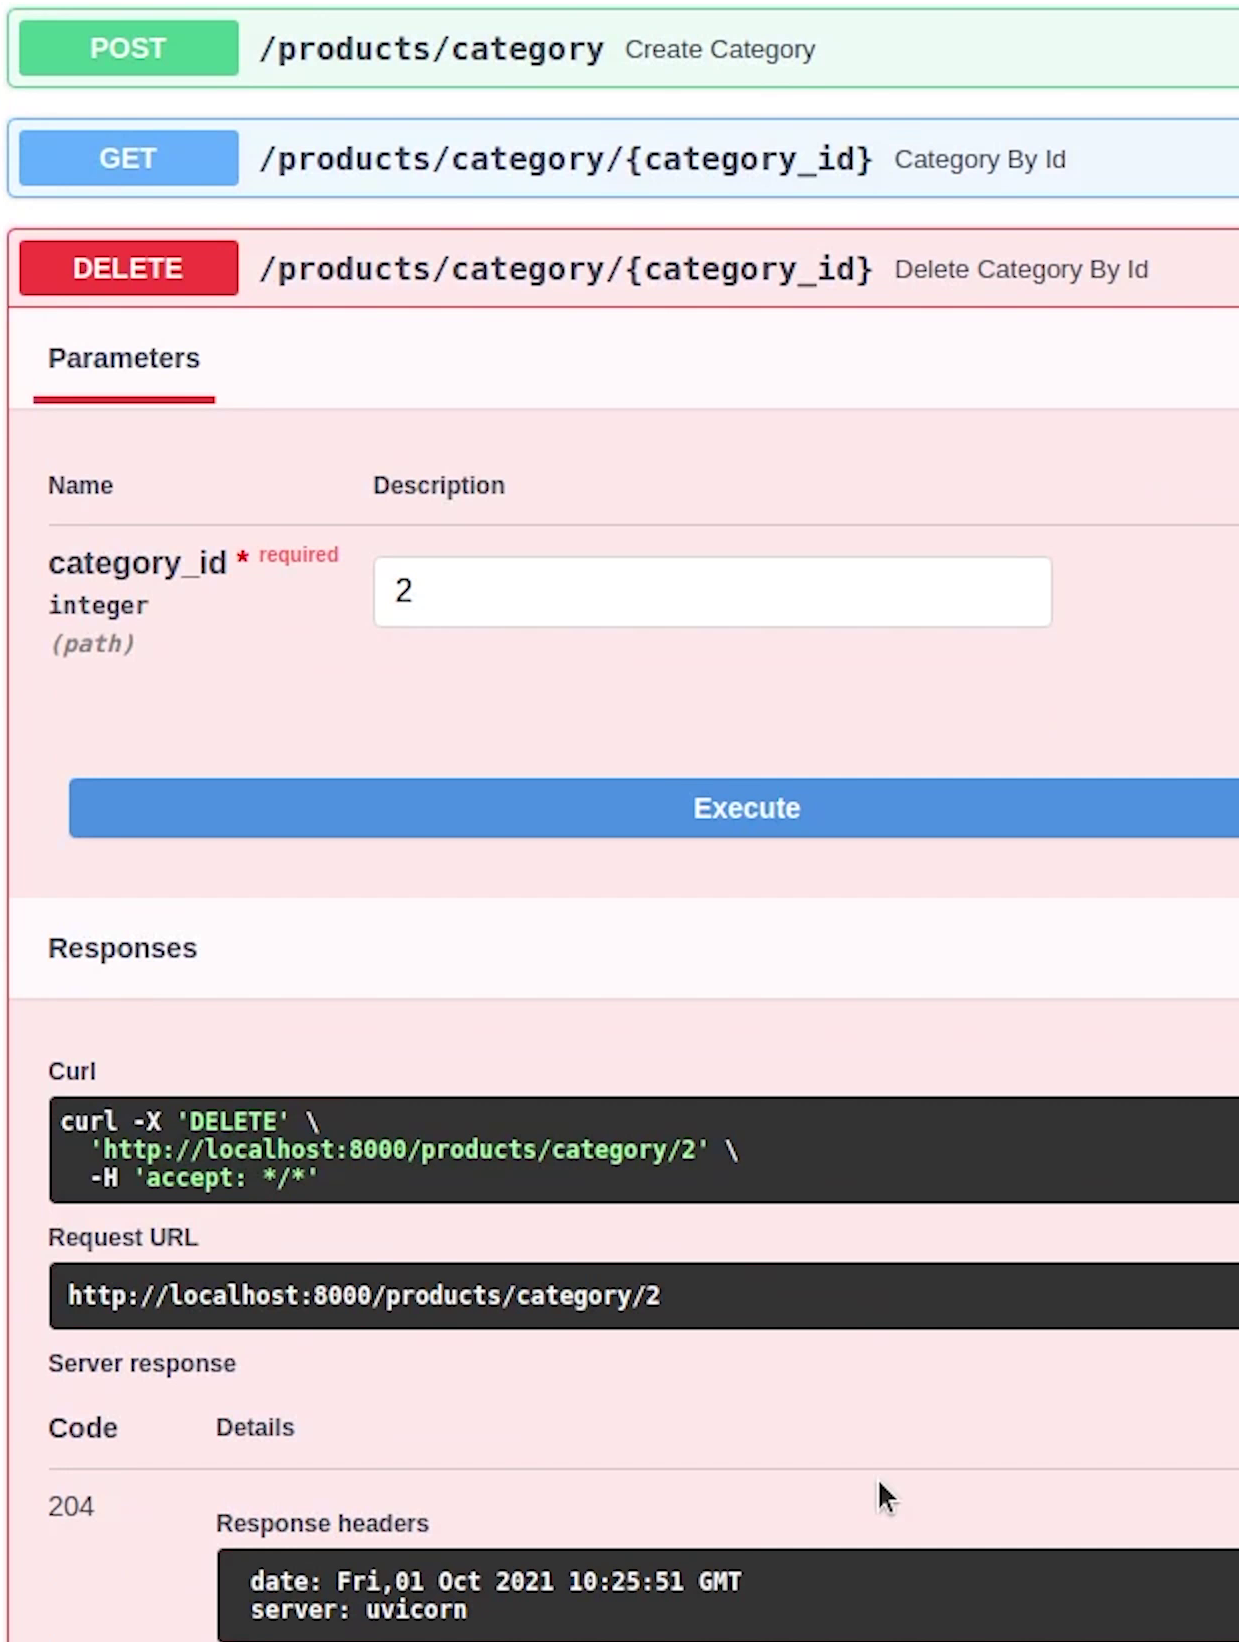 POST /products/category Create Category
GET /products/category/{category_id} Category By Id
DELETE /products/category/{category_id} Delete Category By Id
Parameters
Name Description
category_id * required
integer
(path)
2
Execute
Responses
Curl
curl -X 'DELETE' \
  'http://localhost:8000/products/category/2' \
  -H 'accept: */*'
Request URL
http://localhost:8000/products/category/2
Server response
Code Details
204
Response headers
date: Fri,01 Oct 2021 10:25:51 GMT
server: uvicorn